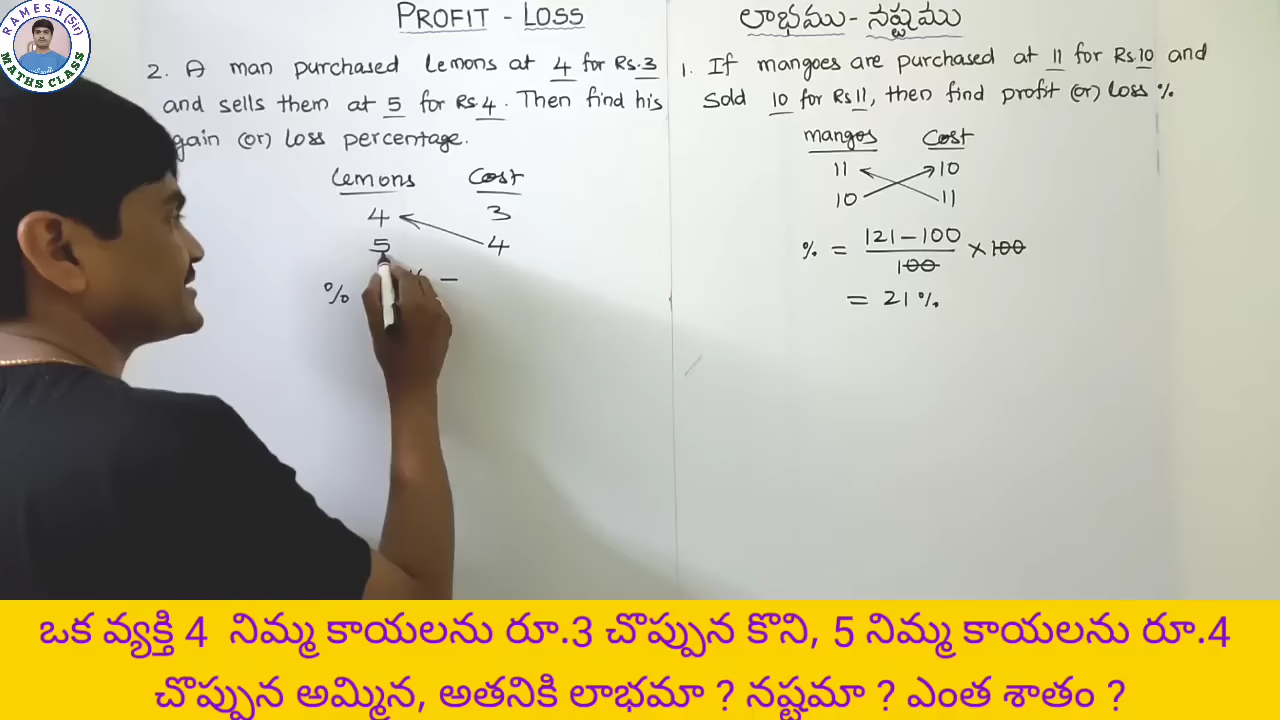 RAMESH (Sir)
MATHS CLASS
PROFIT - LOSS
2. A man purchased lemons at 4 for Rs.3
and sells them at 5 for Rs.4. Then find his
gain (or) loss percentage.
lemons Cost
4 3
5 4
% –
లాభము - నష్టము
1. If mangoes are purchased at 11 for Rs.10 and
sold 10 for Rs 11, then find profit (or) loss %
mangos Cost
11 10
10 11
% = 121 – 100 / 100 × 100
= 21 %
ఒక వ్యక్తి 4 నిమ్మ కాయలను రూ.3 చొప్పున కొని, 5 నిమ్మ కాయలను రూ.4
చొప్పున అమ్మిన, అతనికి లాభమా ? నష్టమా ? ఎంత శాతం ?